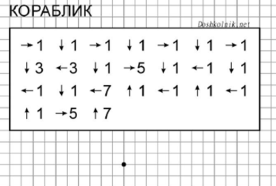 КОРАБЛИК
Doshkolnik.net
→1 ↓1 →1 ↓1 →1 ↓1 →1
↓3 ←3 ↓1 →5 ↓1 ←1 ↓1
←1 ↓1 ←7 ↑1 ←1 ↑1 ←1
↑1 →5 ↑7